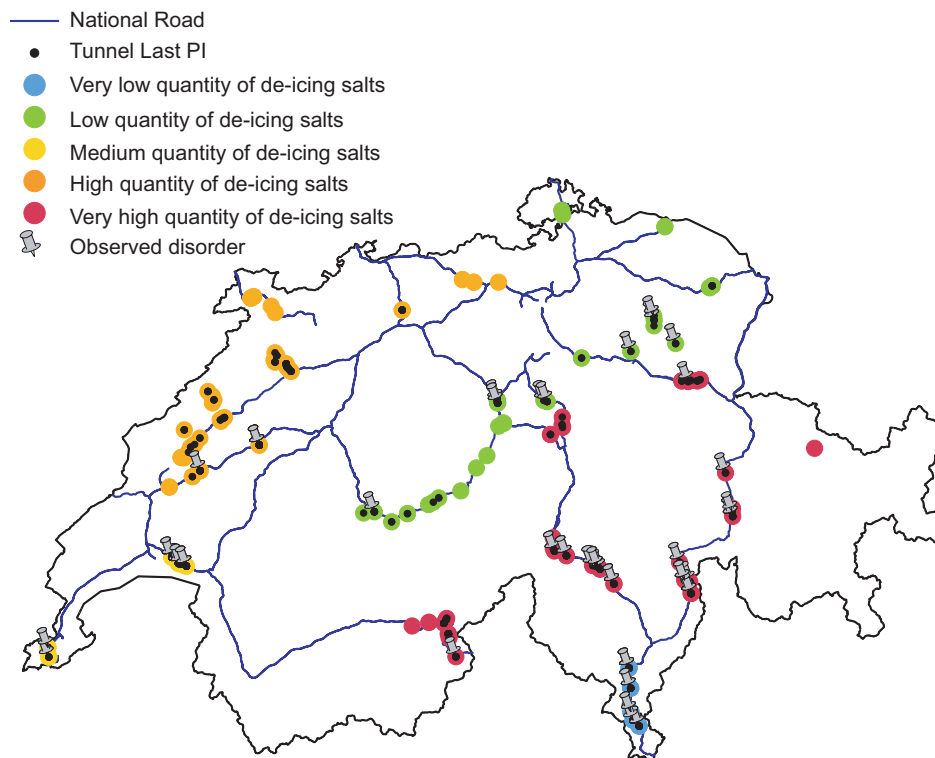 National Road
Tunnel Last PI
Very low quantity of de-icing salts
Low quantity of de-icing salts
Medium quantity of de-icing salts
High quantity of de-icing salts
Very high quantity of de-icing salts
Observed disorder